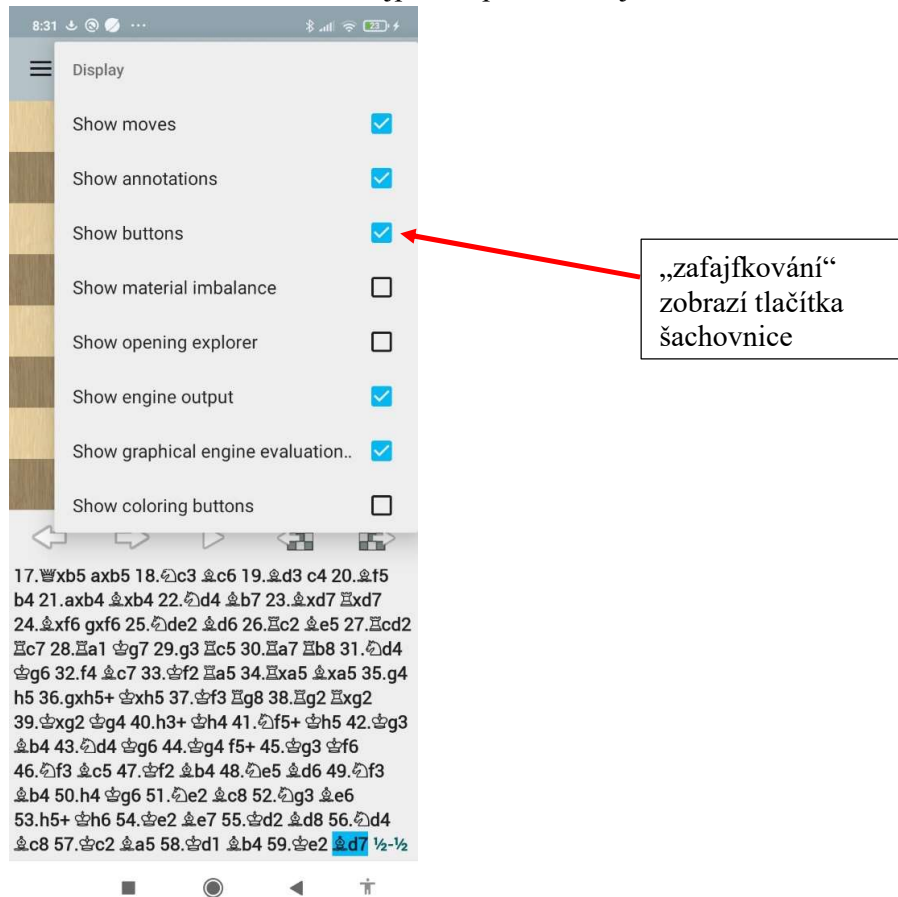 8:31
23
Display
Show moves
Show annotations
Show buttons
Show material imbalance
Show opening explorer
Show engine output
Show graphical engine evaluation..
Show coloring buttons
„zafajfkování“
zobrazí tlačítka
šachovnice
17.♕xb5 axb5 18.♘c3 ♗c6 19.♗d3 c4 20.♗f5
b4 21.axb4 ♗xb4 22.♘d4 ♗b7 23.♗xd7 ♖xd7
24.♗xf6 gxf6 25.♘de2 ♗d6 26.♖c2 ♗e5 27.♖cd2
♖c7 28.♖a1 ♔g7 29.g3 ♖c5 30.♖a7 ♖b8 31.♘d4
♔g6 32.f4 ♗c7 33.♔f2 ♖a5 34.♖xa5 ♗xa5 35.g4
h5 36.gxh5+ ♔xh5 37.♔f3 ♖g8 38.♖g2 ♖xg2
39.♔xg2 ♔g4 40.h3+ ♔h4 41.♘f5+ ♔h5 42.♔g3
♗b4 43.♘d4 ♔g6 44.♔g4 f5+ 45.♔g3 ♔f6
46.♘f3 ♗c5 47.♔f2 ♗b4 48.♘e5 ♗d6 49.♘f3
♗b4 50.h4 ♔g6 51.♘e2 ♗c8 52.♘g3 ♗e6
53.h5+ ♔h6 54.♔e2 ♗e7 55.♔d2 ♗d8 56.♘d4
♗c8 57.♔c2 ♗a5 58.♔d1 ♗b4 59.♔e2 ♗d7 ½-½